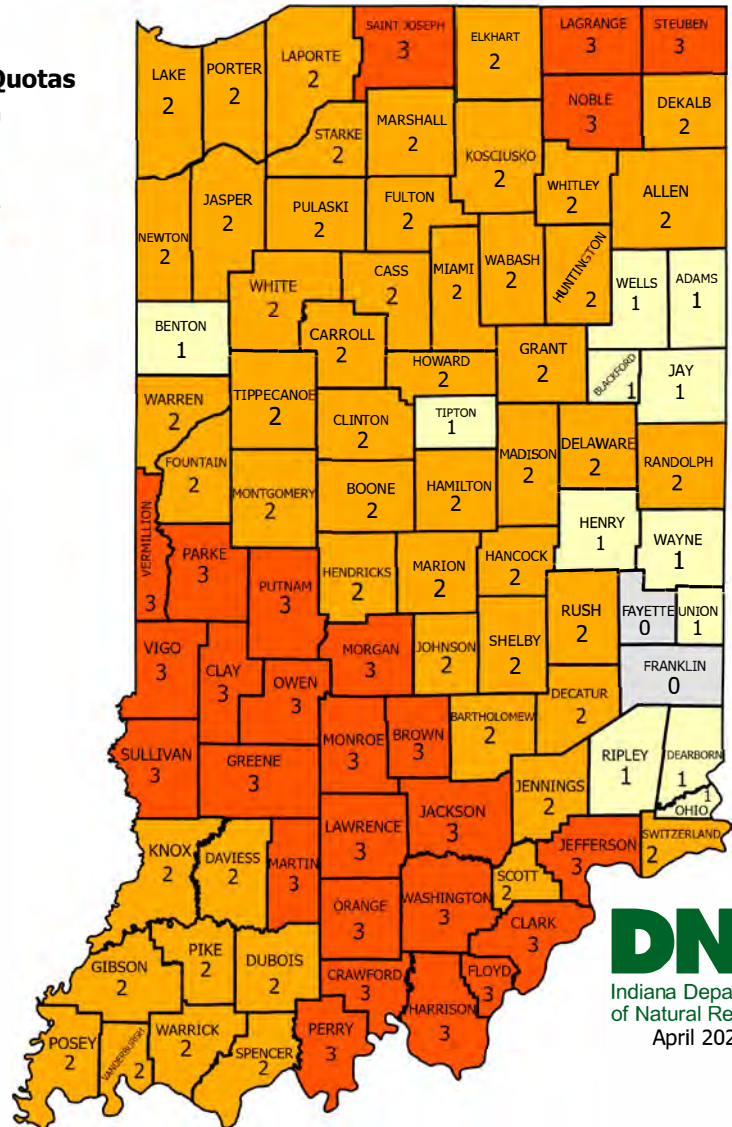 Quotas
SAINT JOSEPH
3
LAGRANGE
3
STEUBEN
3
ELKHART
2
LAPORTE
2
PORTER
2
LAKE
2
NOBLE
3
DEKALB
2
MARSHALL
2
STARKE
2
KOSCIUSKO
2
WHITLEY
2
ALLEN
2
JASPER
2
PULASKI
2
FULTON
2
NEWTON
2
MIAMI
2
WABASH
2
HUNTINGTON
2
WELLS
1
ADAMS
1
WHITE
2
CASS
2
BENTON
1
CARROLL
2
HOWARD
2
GRANT
2
BLACKFORD
1
JAY
1
WARREN
2
TIPPECANOE
2
CLINTON
2
TIPTON
1
MADISON
2
DELAWARE
2
RANDOLPH
2
FOUNTAIN
2
MONTGOMERY
2
BOONE
2
HAMILTON
2
VERMILLION
3
PARKE
3
PUTNAM
3
HENDRICKS
2
MARION
2
HANCOCK
2
HENRY
1
WAYNE
1
RUSH
2
FAYETTE
0
UNION
1
VIGO
3
CLAY
3
OWEN
3
MORGAN
3
JOHNSON
2
SHELBY
2
FRANKLIN
0
DECATUR
2
SULLIVAN
3
GREENE
3
MONROE
3
BROWN
3
BARTHOLOMEW
2
RIPLEY
1
DEARBORN
1
1
OHIO
JENNINGS
2
JACKSON
3
LAWRENCE
3
KNOX
2
DAVIESS
2
MARTIN
3
JEFFERSON
3
SWITZERLAND
2
SCOTT
2
ORANGE
3
WASHINGTON
3
CLARK
3
GIBSON
2
PIKE
2
DUBOIS
2
CRAWFORD
3
FLOYD
3
HARRISON
3
PERRY
3
POSEY
2
VANDERBURGH
2
WARRICK
2
SPENCER
2
DN
Indiana Depa
of Natural Re
April 202